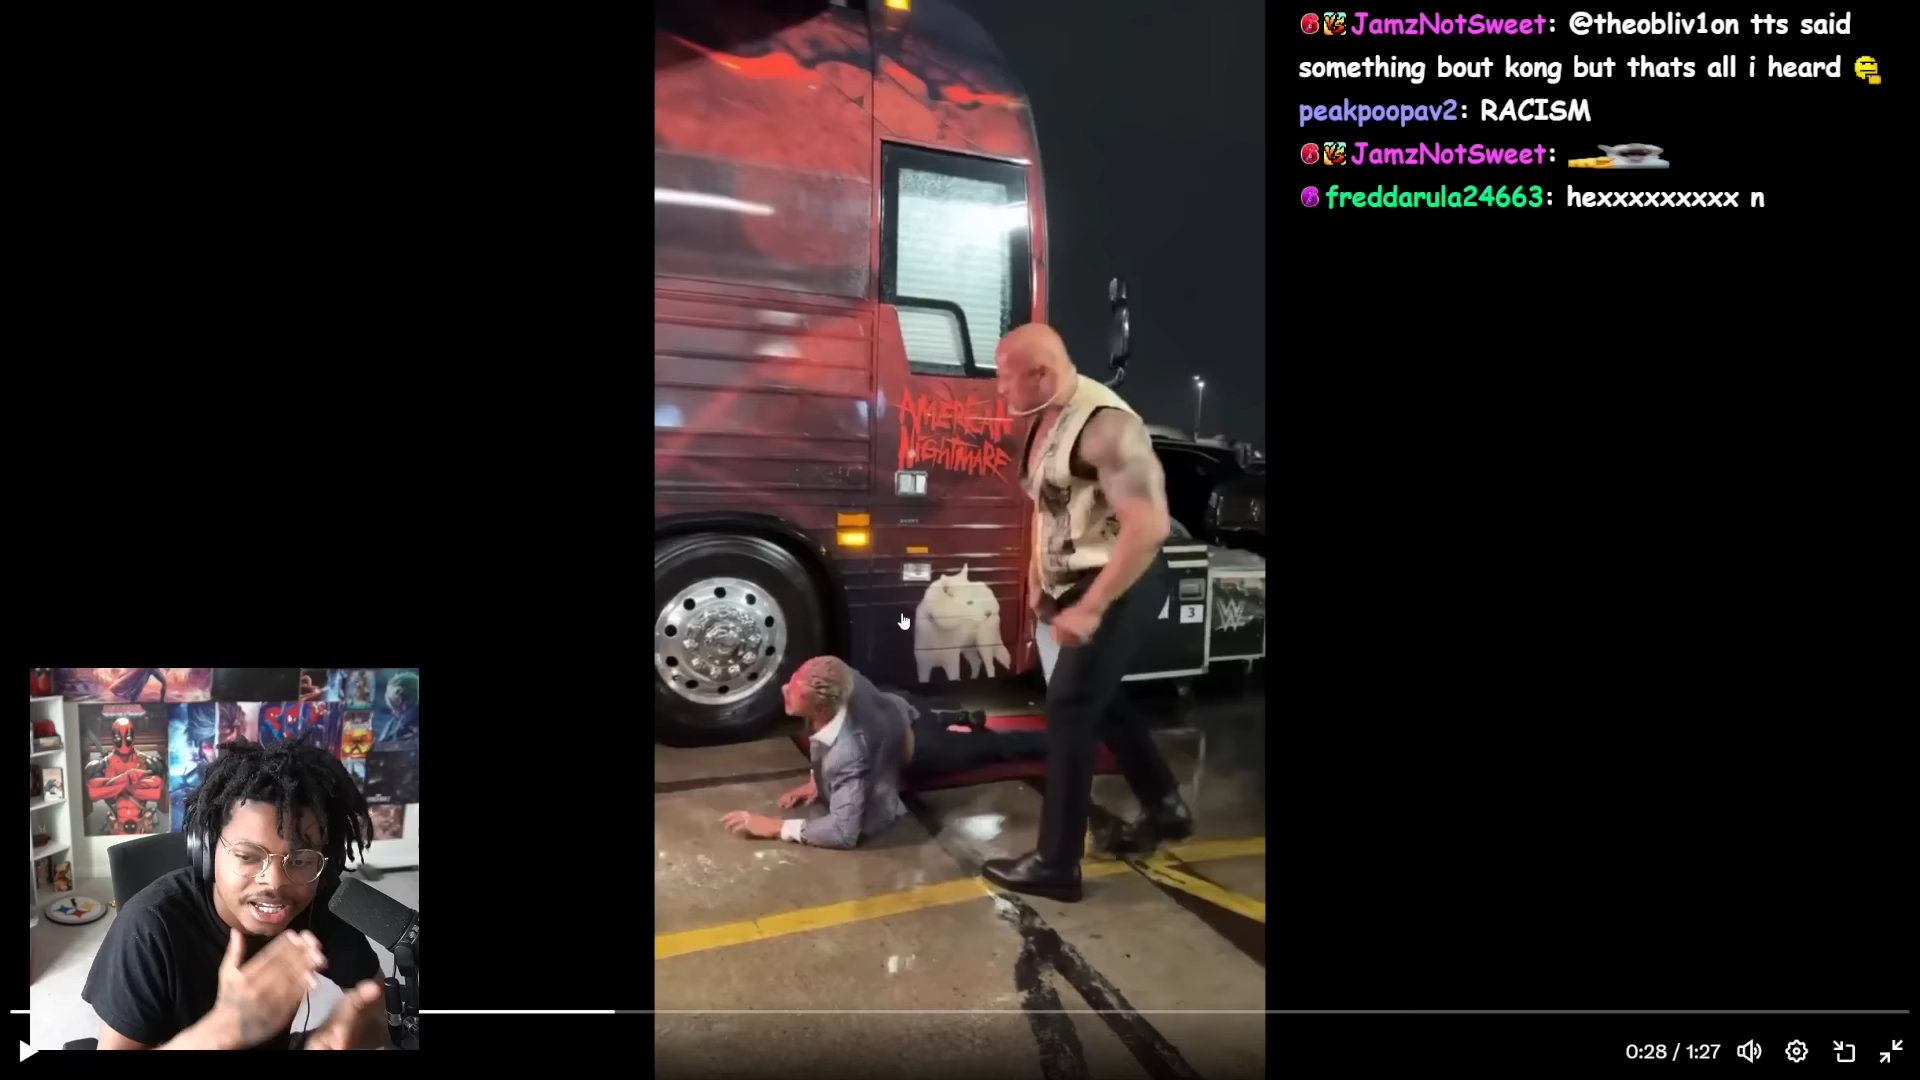 JamzNotSweet: @theobliv1on tts said
something bout kong but thats all i heard
peakpoopav2: RACISM
JamzNotSweet:
freddarula24663: hexxxxxxxxx n
AMERICAN
NIGHTMARE
3
W
0:28 / 1:27